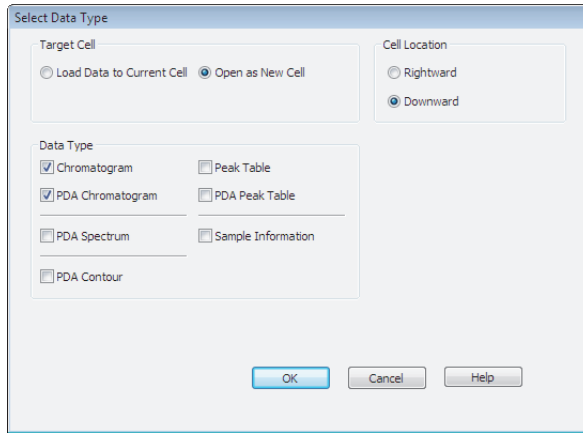 Select Data Type
Target Cell
Load Data to Current Cell
Open as New Cell
Cell Location
Rightward
Downward
Data Type
Chromatogram
Peak Table
PDA Chromatogram
PDA Peak Table
PDA Spectrum
Sample Information
PDA Contour
OK
Cancel
Help